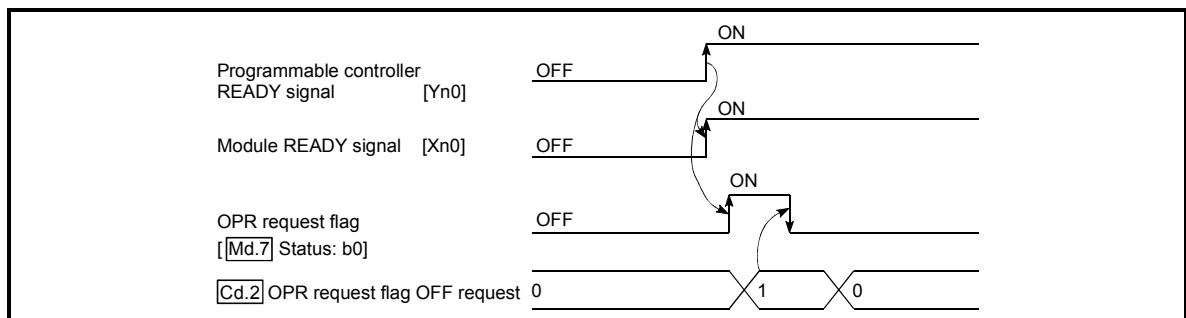 ON
Programmable controller OFF
READY signal [Yn0]
ON
Module READY signal [Xn0] OFF
ON
OPR request flag OFF
[ Md.7 Status: b0]
Cd.2 OPR request flag OFF request 0 1 0